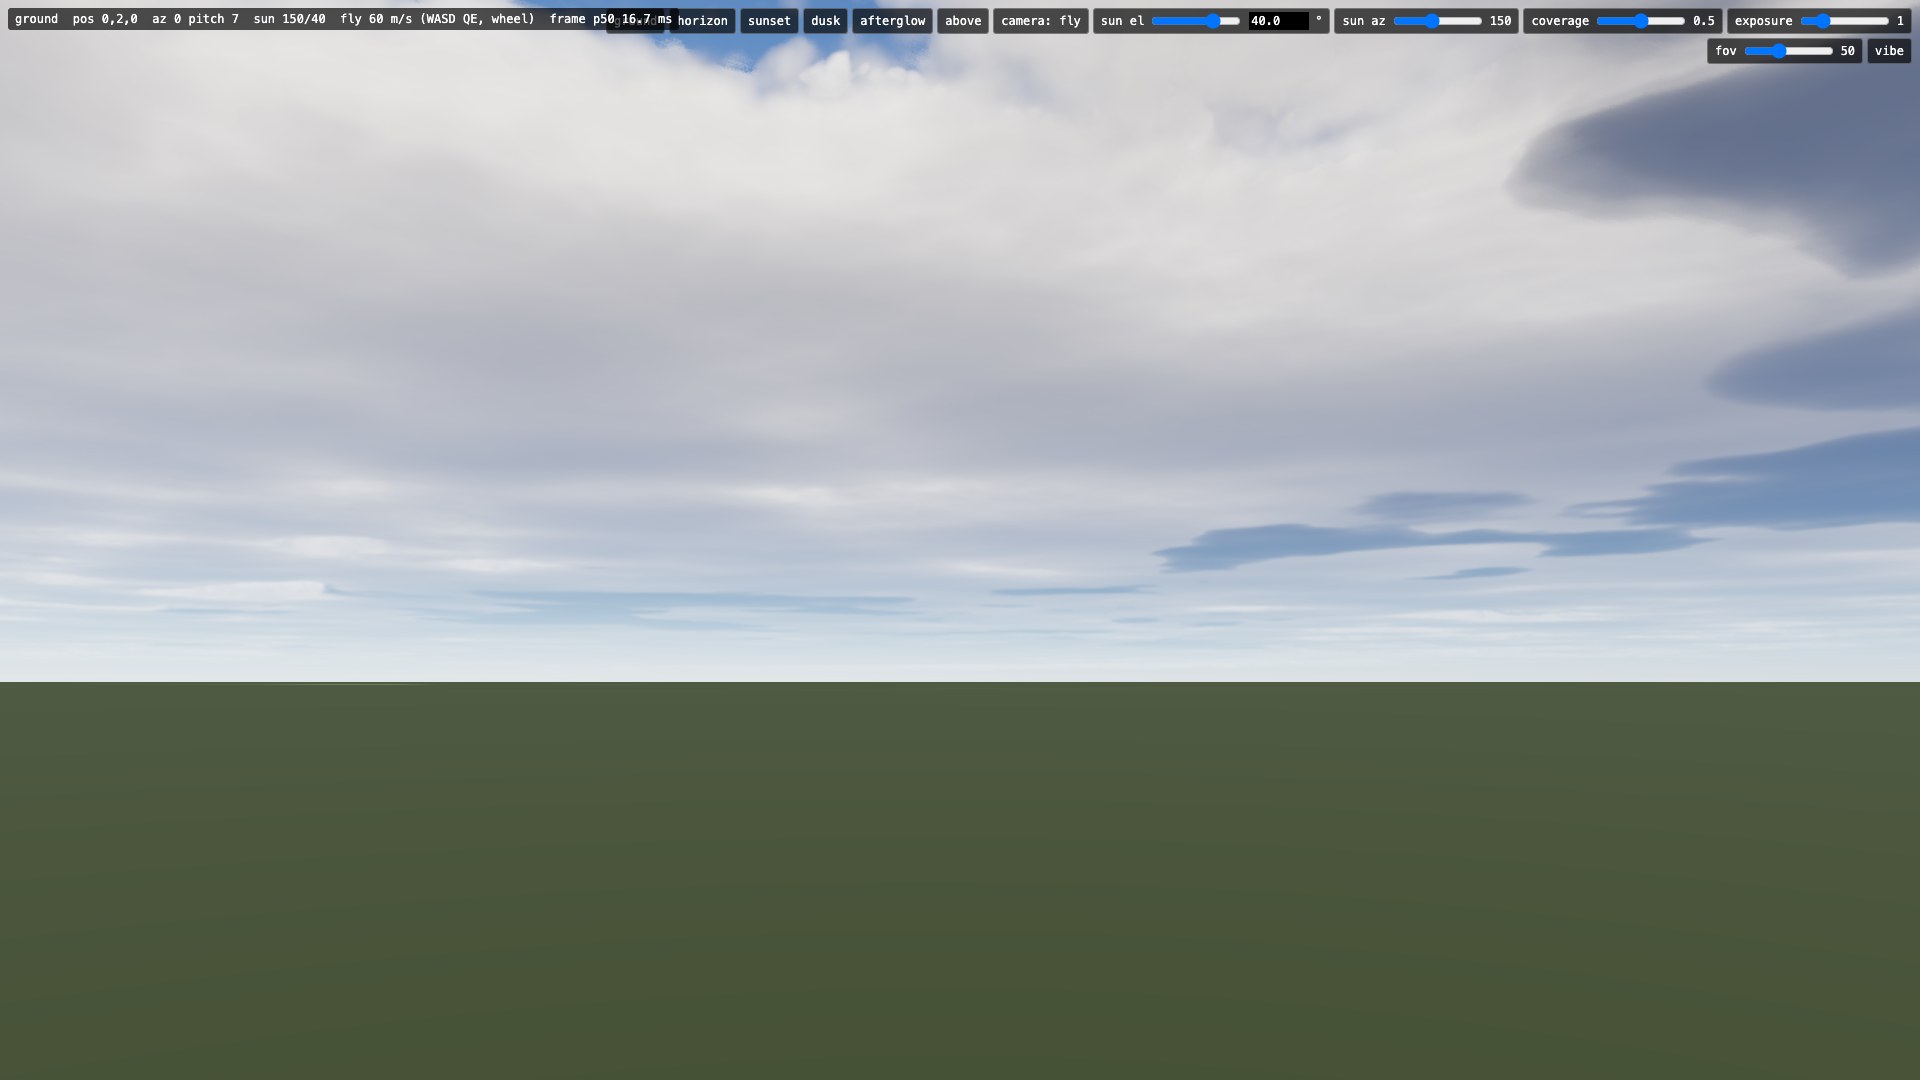 ground pos 0,2,0 az 0 pitch 7 sun 150/40 fly 60 m/s (WASD QE, wheel) frame p50 16.7 ms horizon sunset dusk afterglow above camera: fly sun el 40.0 ° sun az 150 coverage 0.5 exposure 1
fov 50 vibe